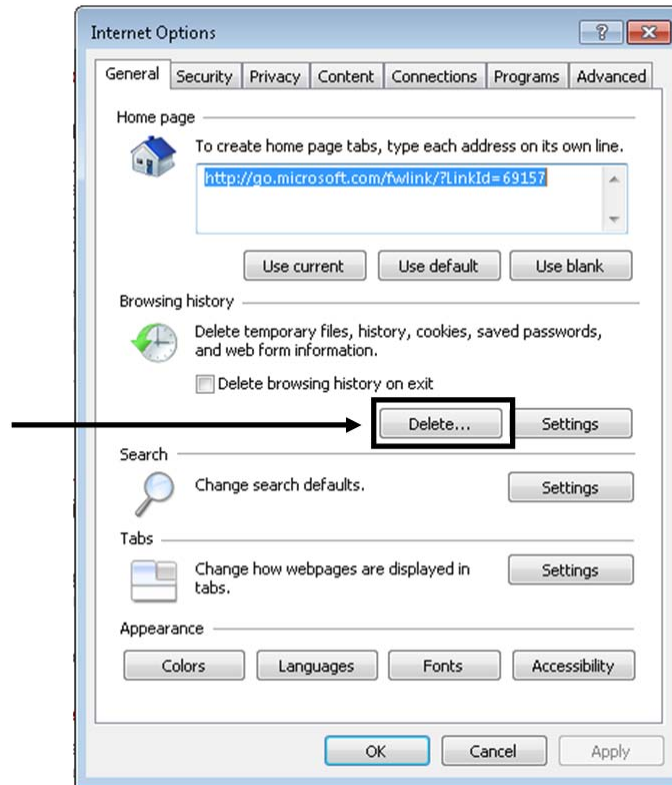 Internet Options
General Security Privacy Content Connections Programs Advanced
Home page
To create home page tabs, type each address on its own line.
http://go.microsoft.com/fwlink/?LinkId=69157
Use current Use default Use blank
Browsing history
Delete temporary files, history, cookies, saved passwords,
and web form information.
Delete browsing history on exit
Delete... Settings
Search
Change search defaults.
Settings
Tabs
Change how webpages are displayed in
tabs.
Settings
Appearance
Colors Languages Fonts Accessibility
OK Cancel Apply